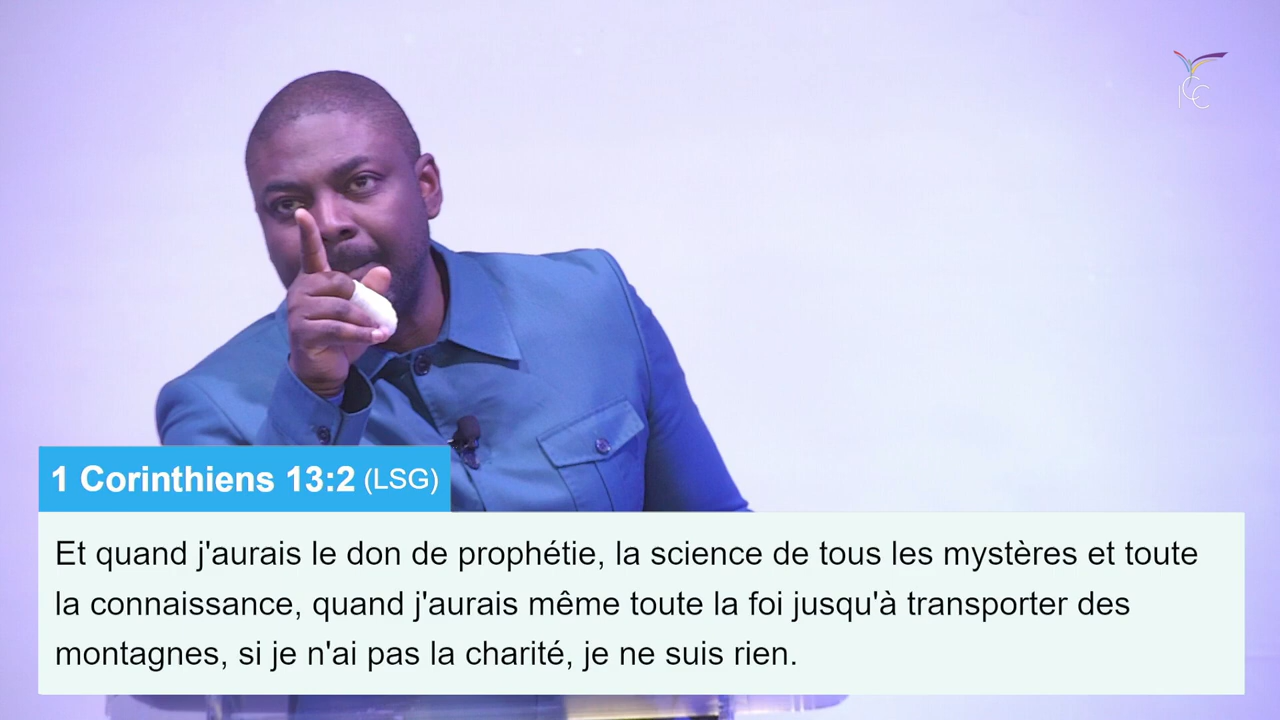 ICC
1 Corinthiens 13:2 (LSG)
Et quand j'aurais le don de prophétie, la science de tous les mystères et toute
la connaissance, quand j'aurais même toute la foi jusqu'à transporter des
montagnes, si je n'ai pas la charité, je ne suis rien.